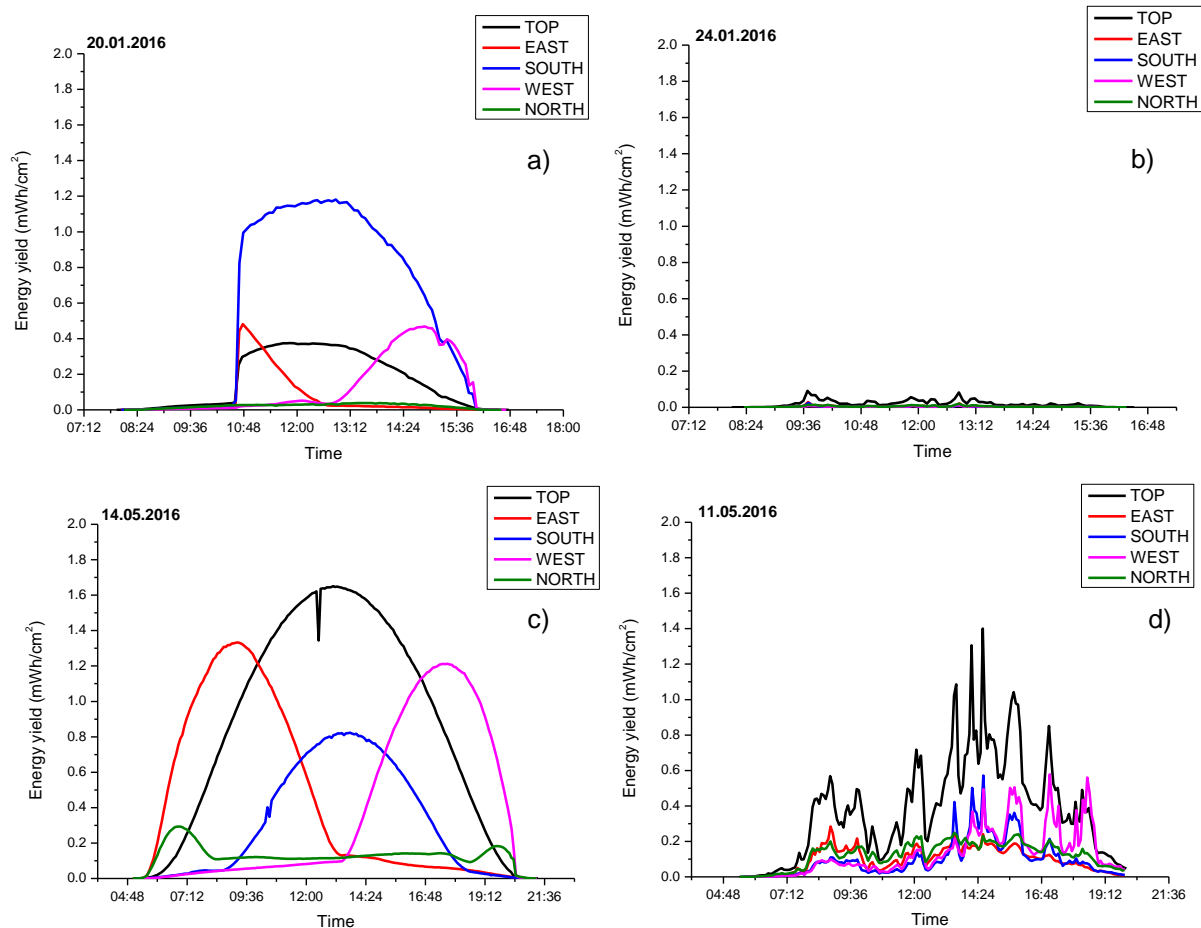 20.01.2016
TOP
EAST
SOUTH
WEST
NORTH
a)
2.0
1.8
1.6
1.4
1.2
1.0
0.8
0.6
0.4
0.2
0.0
Energy yield (mWh/cm²)
07:12 08:24 09:36 10:48 12:00 13:12 14:24 15:36 16:48 18:00
Time
24.01.2016
TOP
EAST
SOUTH
WEST
NORTH
b)
2.0
1.8
1.6
1.4
1.2
1.0
0.8
0.6
0.4
0.2
0.0
Energy yield (mWh/cm²)
07:12 08:24 09:36 10:48 12:00 13:12 14:24 15:36 16:48
Time
14.05.2016
TOP
EAST
SOUTH
WEST
NORTH
c)
2.0
1.8
1.6
1.4
1.2
1.0
0.8
0.6
0.4
0.2
0.0
Energy yield (mWh/cm²)
04:48 07:12 09:36 12:00 14:24 16:48 19:12 21:36
Time
11.05.2016
TOP
EAST
SOUTH
WEST
NORTH
d)
2.0
1.8
1.6
1.4
1.2
1.0
0.8
0.6
0.4
0.2
0.0
Energy yield (mWh/cm²)
04:48 07:12 09:36 12:00 14:24 16:48 19:12 21:36
Time